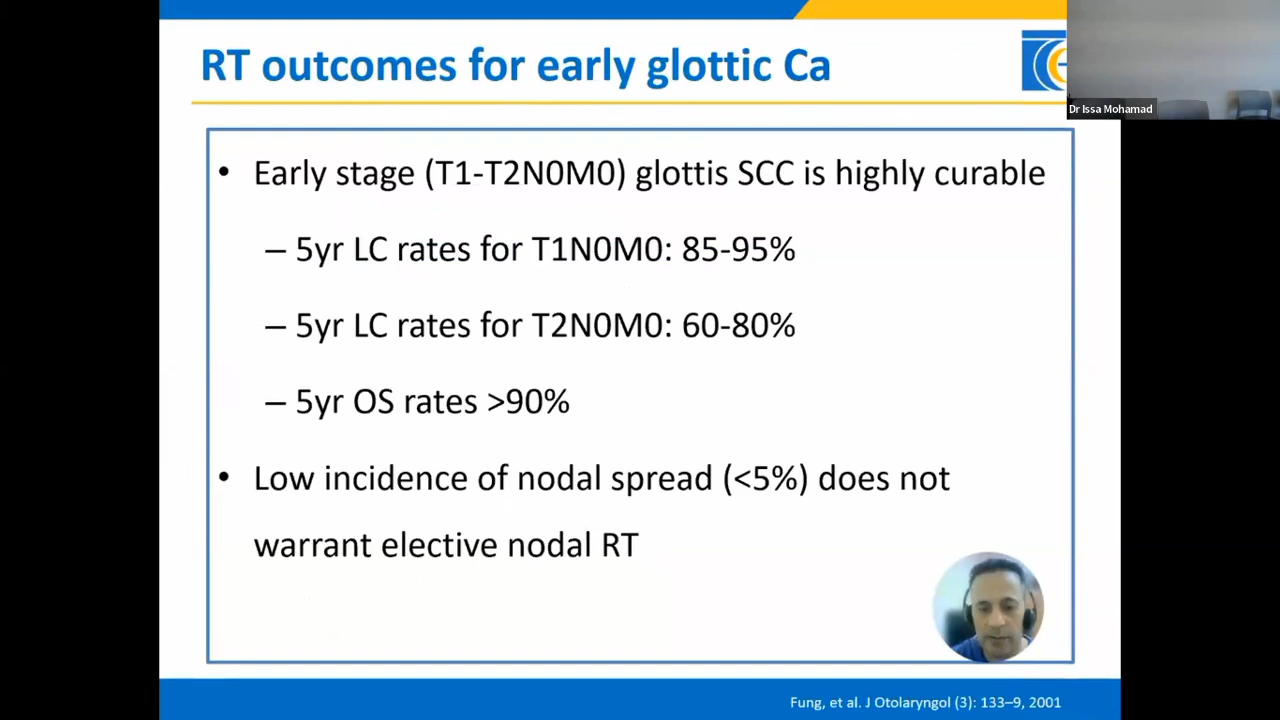 RT outcomes for early glottic Ca
Dr Issa Mohamad
• Early stage (T1-T2N0M0) glottis SCC is highly curable
– 5yr LC rates for T1N0M0: 85-95%
– 5yr LC rates for T2N0M0: 60-80%
– 5yr OS rates >90%
• Low incidence of nodal spread (<5%) does not
warrant elective nodal RT
Fung, et al. J Otolaryngol (3): 133–9, 2001